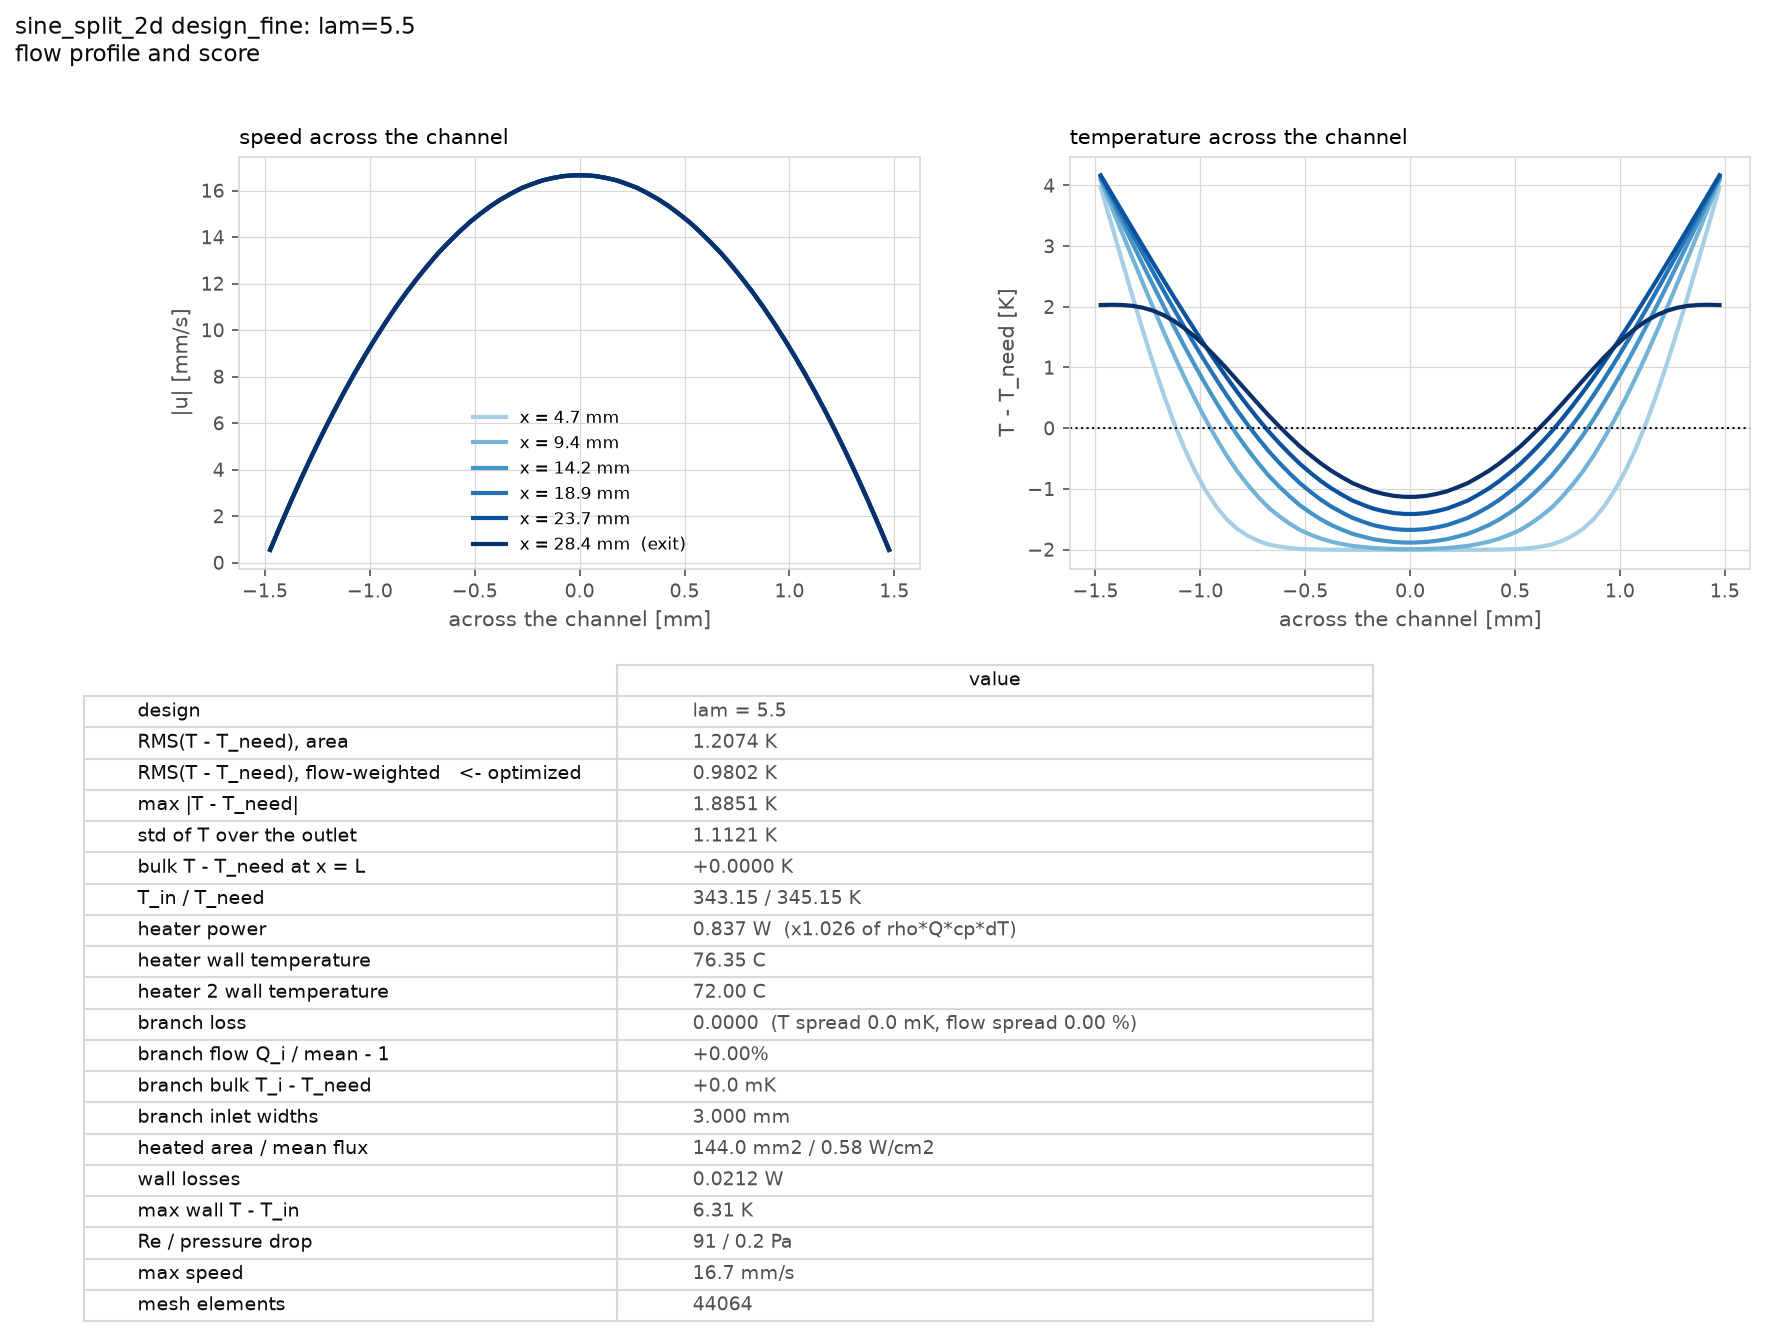 sine_split_2d design_fine: lam=5.5
flow profile and score
speed across the channel
16
14
12
10
8
6
4
2
0
|u| [mm/s]
x = 4.7 mm
x = 9.4 mm
x = 14.2 mm
x = 18.9 mm
x = 23.7 mm
x = 28.4 mm  (exit)
−1.5 −1.0 −0.5 0.0 0.5 1.0 1.5
across the channel [mm]
temperature across the channel
4
3
2
1
0
−1
−2
T - T_need [K]
−1.5 −1.0 −0.5 0.0 0.5 1.0 1.5
across the channel [mm]
value
design lam = 5.5
RMS(T - T_need), area 1.2074 K
RMS(T - T_need), flow-weighted   <- optimized 0.9802 K
max |T - T_need| 1.8851 K
std of T over the outlet 1.1121 K
bulk T - T_need at x = L +0.0000 K
T_in / T_need 343.15 / 345.15 K
heater power 0.837 W  (x1.026 of rho*Q*cp*dT)
heater wall temperature 76.35 C
heater 2 wall temperature 72.00 C
branch loss 0.0000  (T spread 0.0 mK, flow spread 0.00 %)
branch flow Q_i / mean - 1 +0.00%
branch bulk T_i - T_need +0.0 mK
branch inlet widths 3.000 mm
heated area / mean flux 144.0 mm2 / 0.58 W/cm2
wall losses 0.0212 W
max wall T - T_in 6.31 K
Re / pressure drop 91 / 0.2 Pa
max speed 16.7 mm/s
mesh elements 44064